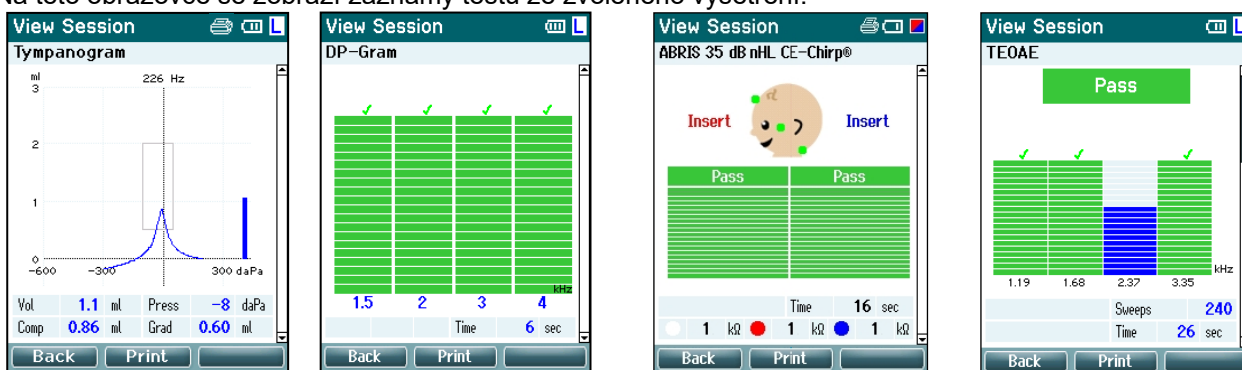 Na této obrazovce se zobrazí záznamy testů ze zvoleného vyšetření.
View Session L
Tympanogram
ml
226 Hz
3
2
1
0
-600 -300 300 daPa
Vol 1.1 ml Press -8 daPa
Comp 0.86 ml Grad 0.60 ml
Back Print
View Session L
DP-Gram
kHz
1.5 2 3 4
Time 6 sec
Back Print
View Session
ABRIS 35 dB nHL CE-Chirp®
Insert Insert
Pass Pass
Time 16 sec
1 kΩ 1 kΩ 1 kΩ
Back Print
View Session L
TEOAE
Pass
kHz
1.19 1.68 2.37 3.35
Sweeps 240
Time 26 sec
Back Print